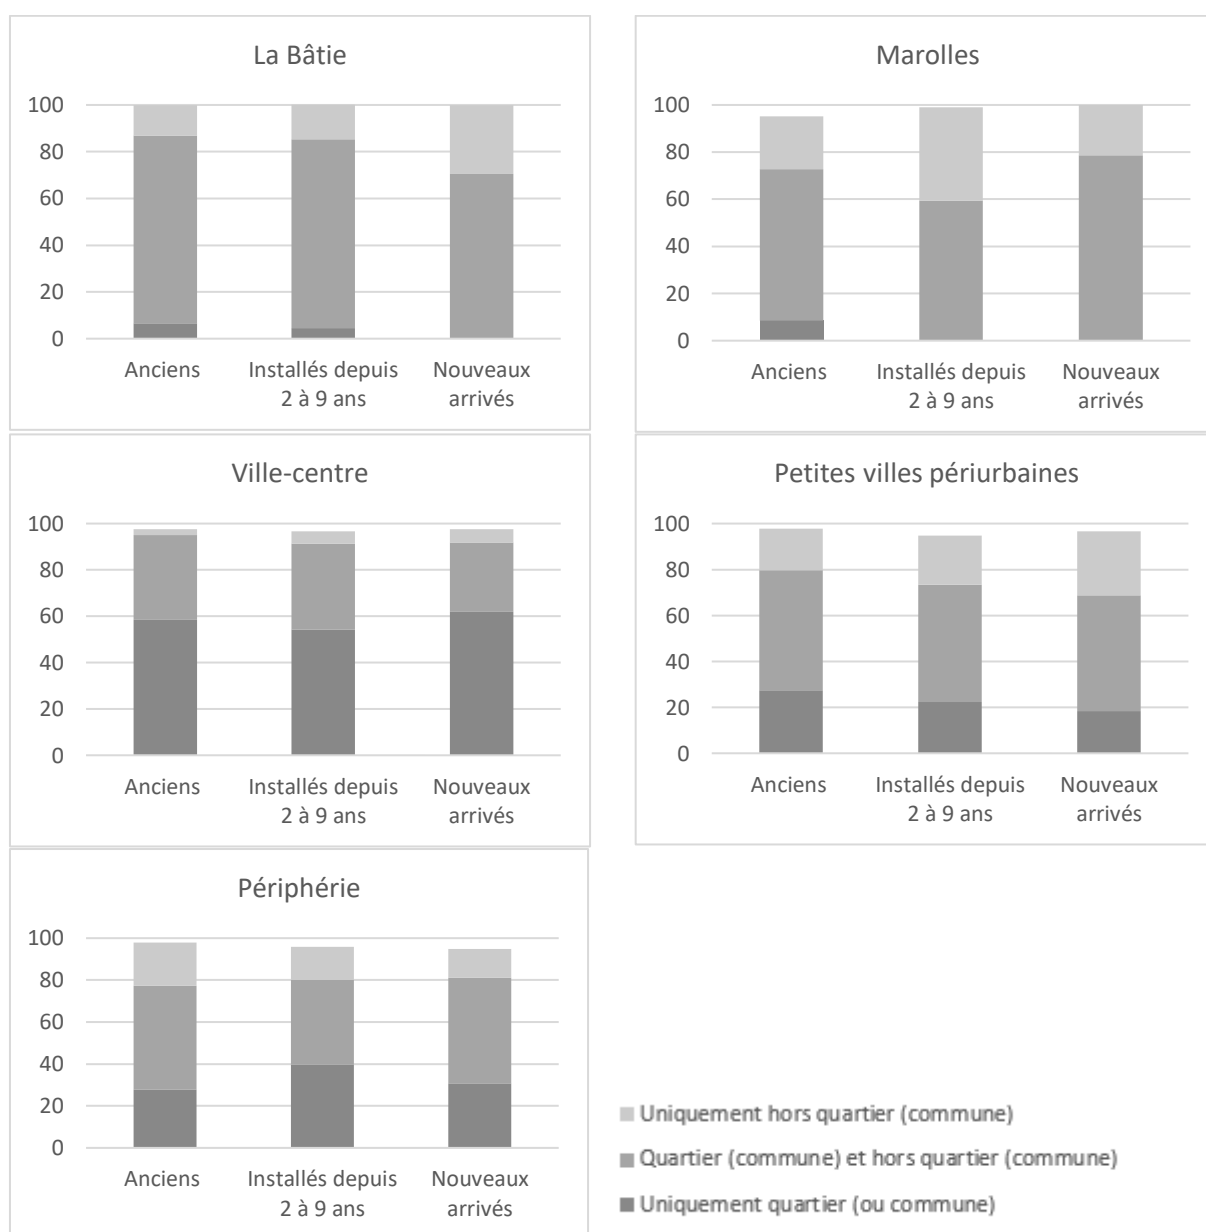 La Bâtie
100
80
60
40
20
0
Anciens
Installés depuis
2 à 9 ans
Nouveaux
arrivés
Marolles
100
80
60
40
20
0
Anciens
Installés depuis
2 à 9 ans
Nouveaux
arrivés
Ville-centre
100
80
60
40
20
0
Anciens
Installés depuis
2 à 9 ans
Nouveaux
arrivés
Petites villes périurbaines
100
80
60
40
20
0
Anciens
Installés depuis
2 à 9 ans
Nouveaux
arrivés
Périphérie
100
80
60
40
20
0
Anciens
Installés depuis
2 à 9 ans
Nouveaux
arrivés
Uniquement hors quartier (commune)
Quartier (commune) et hors quartier (commune)
Uniquement quartier (ou commune)